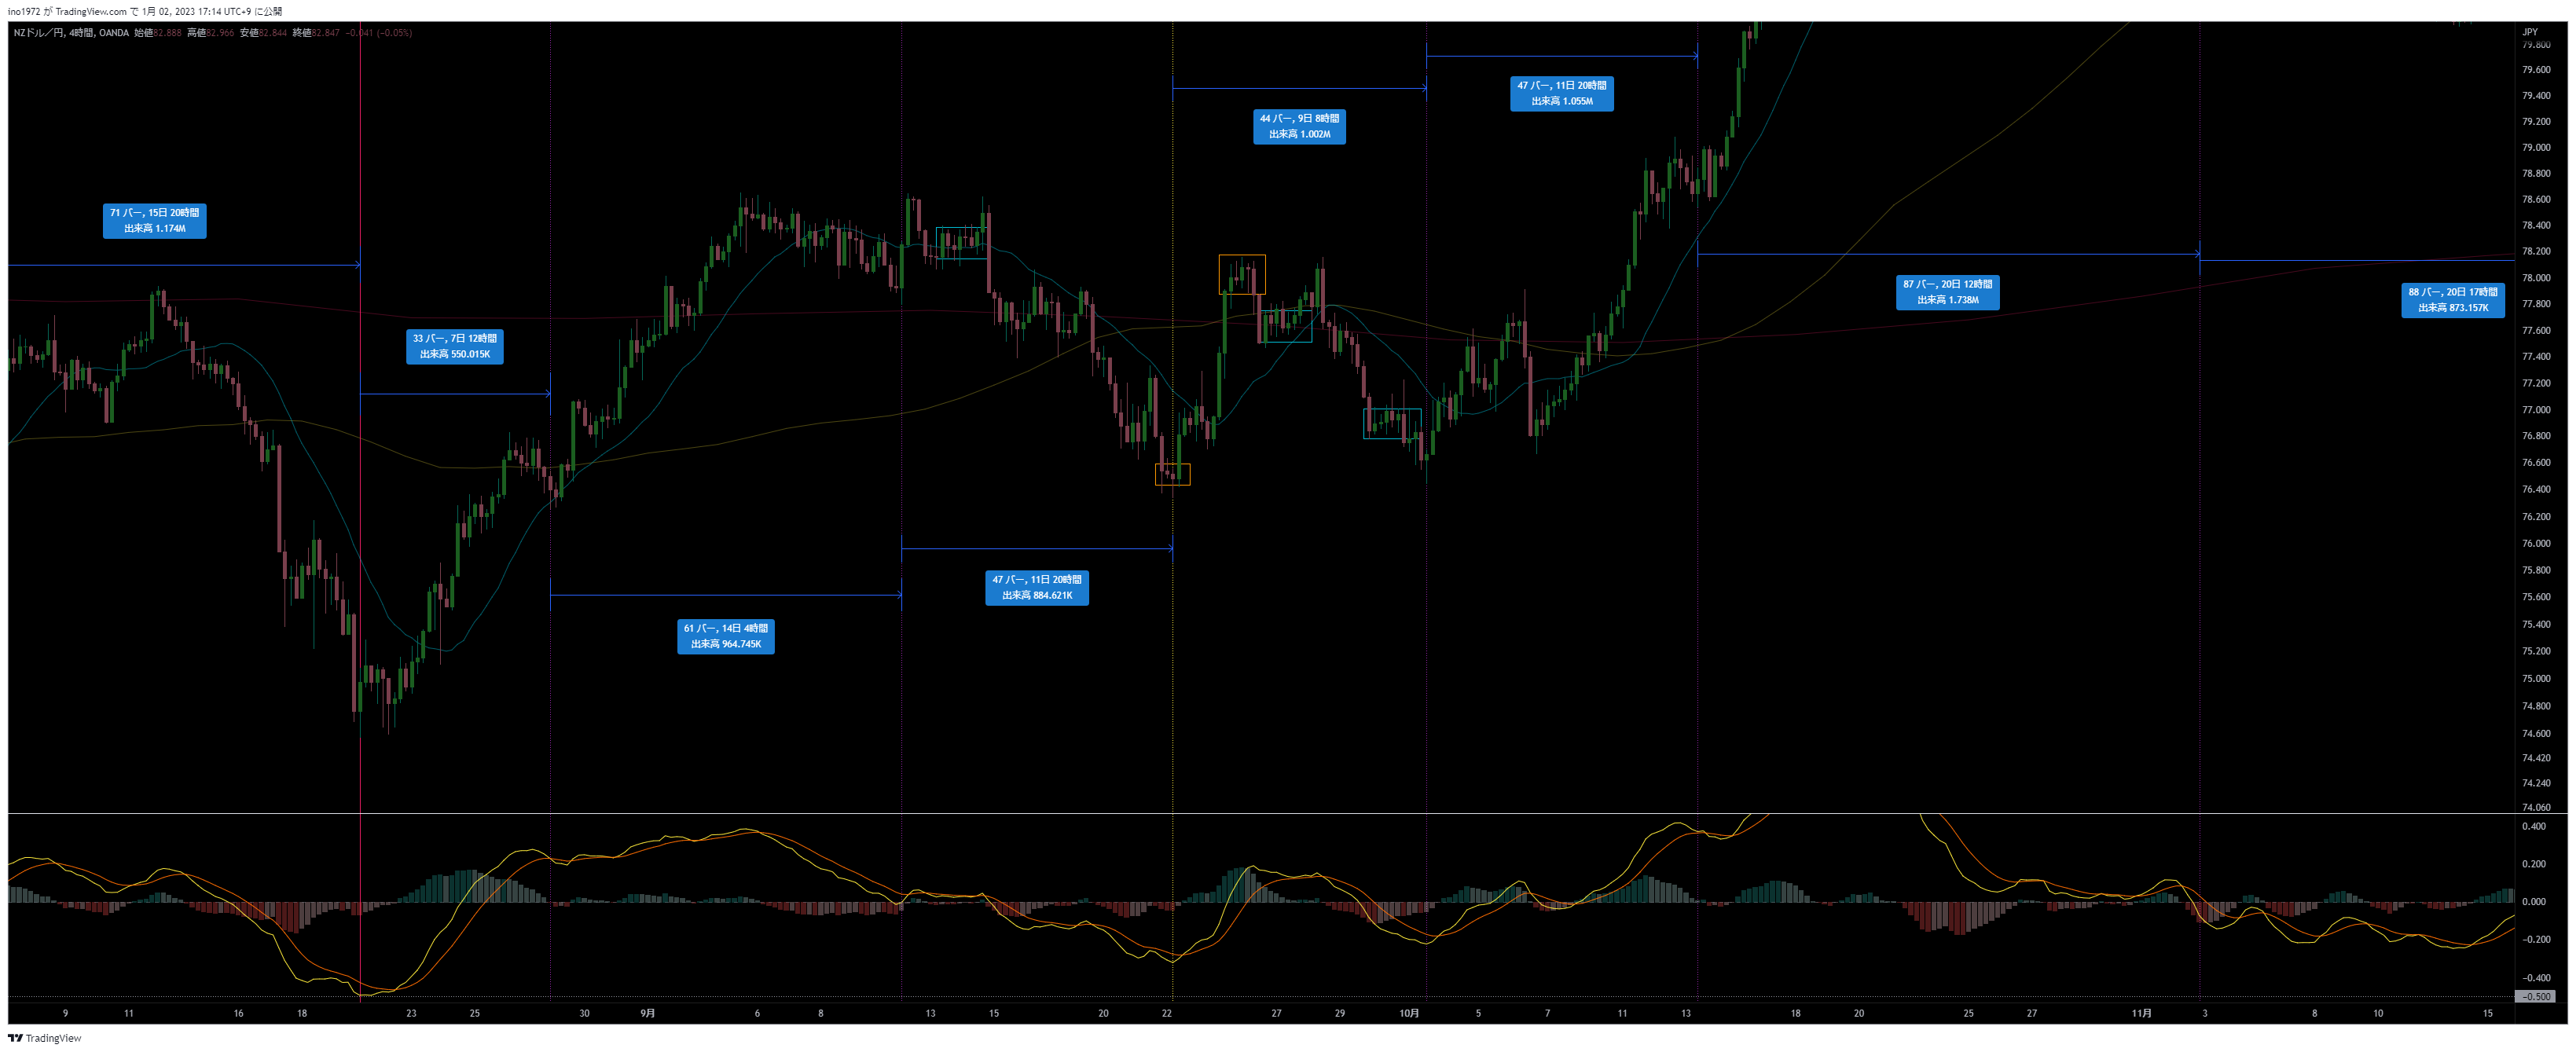 ino1972 が TradingView.com で 1月 02, 2023 17:14 UTC+9 に公開
NZドル／円, 4時間, OANDA 始値82.888 高値82.966 安値82.844 終値82.847 −0.041 (−0.05%)
JPY
79.800
79.600
79.400
79.200
79.000
78.800
78.600
78.400
78.200
78.000
77.800
77.600
77.400
77.200
77.000
76.800
76.600
76.400
76.200
76.000
75.800
75.600
75.400
75.200
75.000
74.800
74.600
74.420
74.240
74.060
47 バー, 11日 20時間
出来高 1.055M
44 バー, 9日 8時間
出来高 1.002M
71 バー, 15日 20時間
出来高 1.174M
87 バー, 20日 12時間
出来高 1.738M
88 バー, 20日 17時間
出来高 873.157K
33 バー, 7日 12時間
出来高 550.015K
47 バー, 11日 20時間
出来高 884.621K
61 バー, 14日 4時間
出来高 964.745K
0.400
0.200
0.000
−0.200
−0.400
−0.500
9 11 16 18 23 25 30 9月 6 8 13 15 20 22 27 29 10月 5 7 11 13 18 20 25 27 11月 3 8 10 15
TradingView